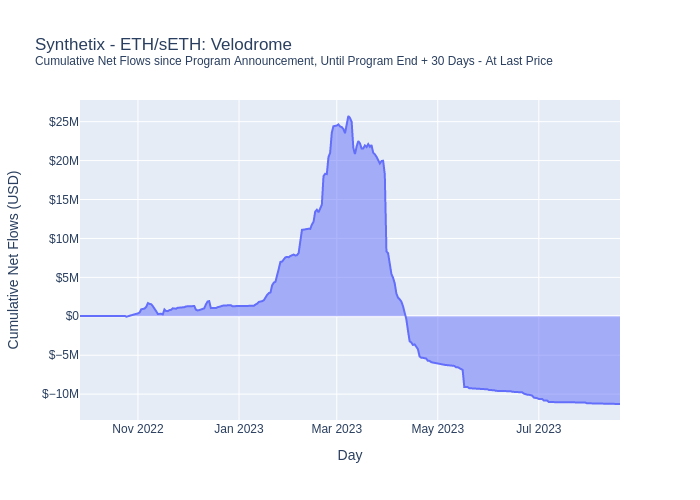 Synthetix - ETH/sETH: Velodrome
Cumulative Net Flows since Program Announcement, Until Program End + 30 Days - At Last Price
Cumulative Net Flows (USD)
$25M
$20M
$15M
$10M
$5M
$0
$−5M
$−10M
Nov 2022
Jan 2023
Mar 2023
May 2023
Jul 2023
Day